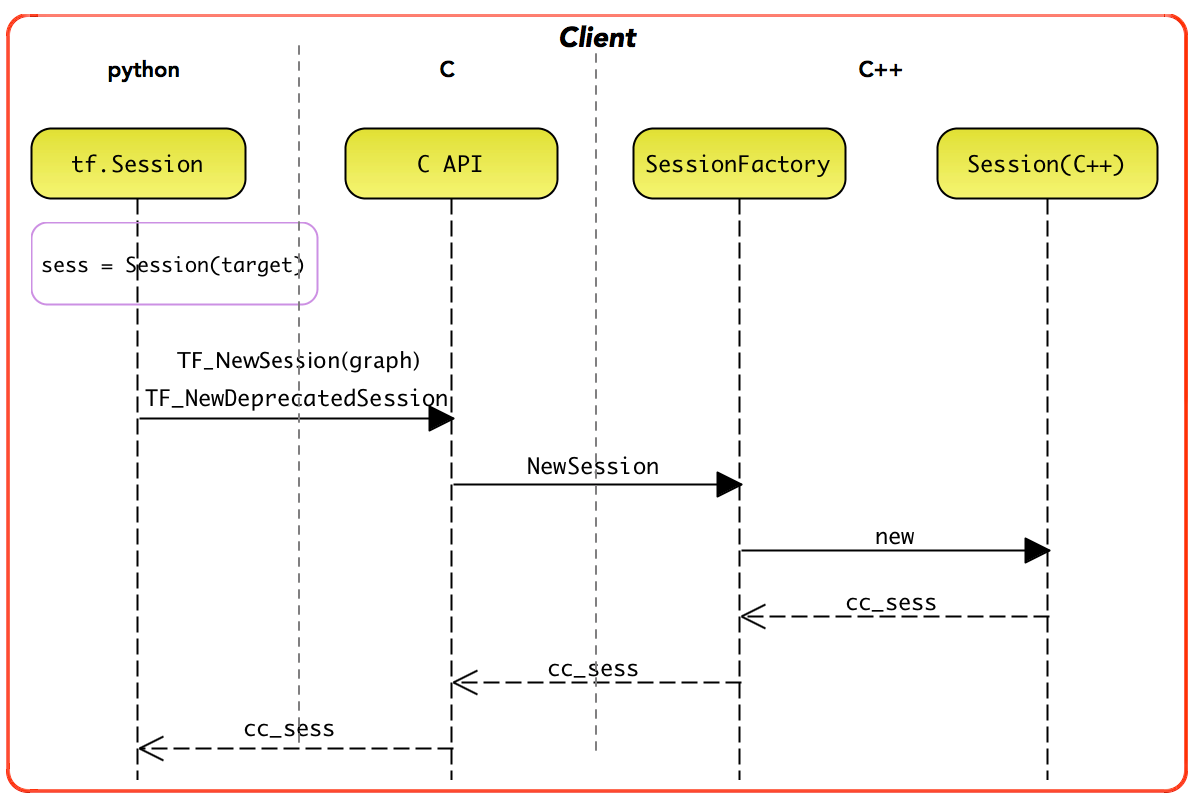 Client
python
C
C++
tf.Session
C API
SessionFactory
Session(C++)
sess = Session(target)
TF_NewSession(graph)
TF_NewDeprecatedSession
NewSession
new
cc_sess
cc_sess
cc_sess